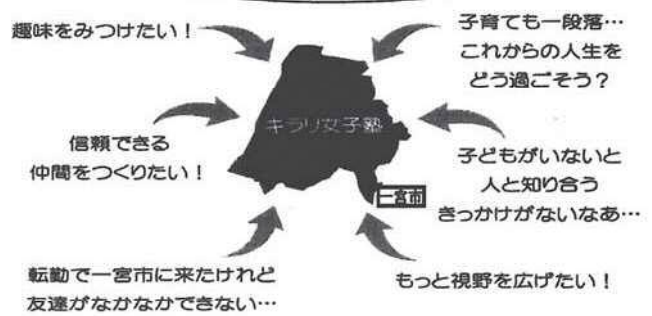 趣味をみつけたい！
子育ても一段落…
これからの人生を
どう過ごそう？
キラリ女子塾
信頼できる
仲間をつくりたい！
子どもがいないと
人と知り合う
きっかけがないなあ…
一宮市
転勤で一宮市に来たけれど
友達がなかなかできない…
もっと視野を広げたい！